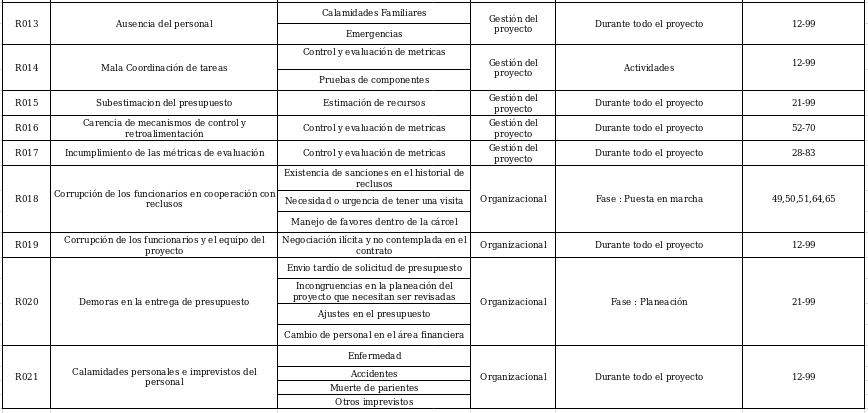 R013
Ausencia del personal
Calamidades Familiares
Emergencias
Gestión del
proyecto
Durante todo el proyecto
12-99
R014
Mala Coordinación de tareas
Control y evaluación de metricas
Pruebas de componentes
Gestión del
proyecto
Actividades
12-99
R015
Subestimacion del presupuesto
Estimación de recursos
Gestión del
proyecto
Durante todo el proyecto
21-99
R016
Carencia de mecanismos de control y
retroalimentación
Control y evaluación de metricas
Gestión del
proyecto
Durante todo el proyecto
52-70
R017
Incumplimiento de las métricas de evaluación
Control y evaluación de metricas
Gestión del
proyecto
Durante todo el proyecto
28-83
R018
Corrupción de los funcionarios en cooperación con
reclusos
Existencia de sanciones en el historial de
reclusos
Necesidad o urgencia de tener una visita
Manejo de favores dentro de la cárcel
Organizacional
Fase : Puesta en marcha
49,50,51,64,65
R019
Corrupción de los funcionarios y el equipo del
proyecto
Negociación ilícita y no contemplada en el
contrato
Organizacional
Durante todo el proyecto
12-99
R020
Demoras en la entrega de presupuesto
Envio tardío de solicitud de presupuesto
Incongruencias en la planeación del
proyecto que necesitan ser revisadas
Ajustes en el presupuesto
Cambio de personal en el área financiera
Organizacional
Fase : Planeación
21-99
R021
Calamidades personales e imprevistos del
personal
Enfermedad
Accidentes
Muerte de parientes
Otros imprevistos
Organizacional
Durante todo el proyecto
12-99